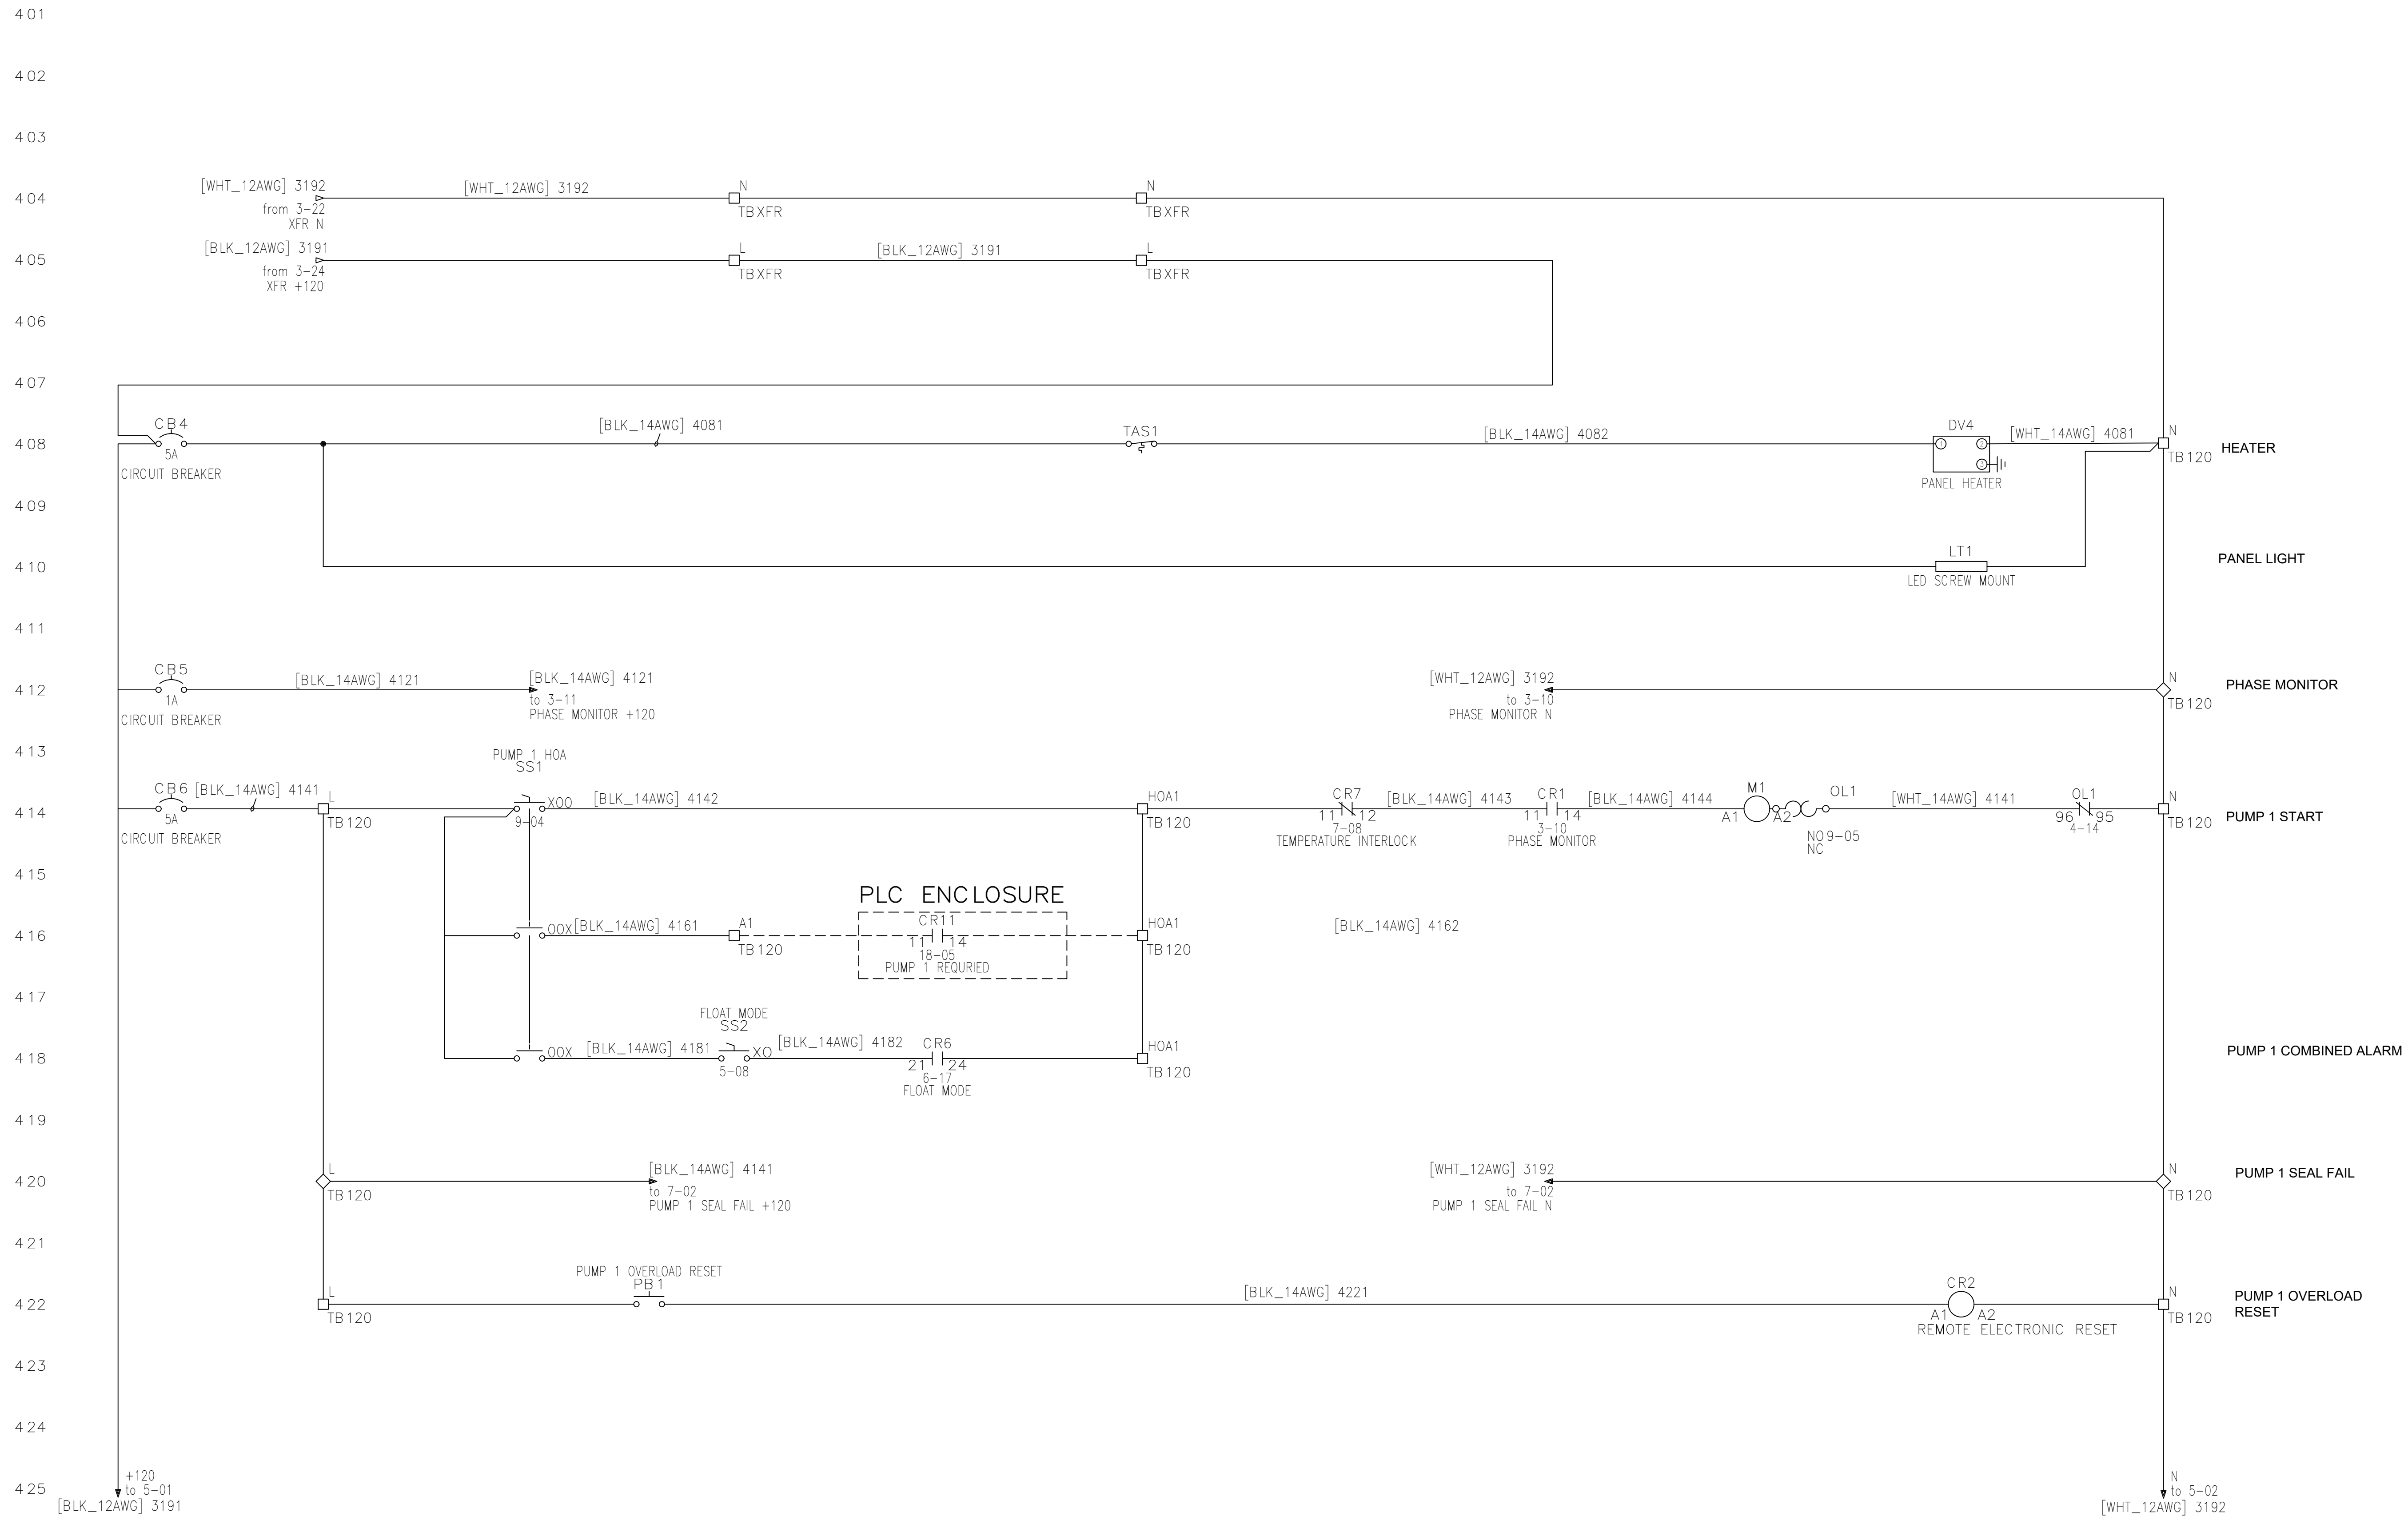 401
402
403
[WHT_12AWG] 3192
[WHT_12AWG] 3192
N
N
404
from 3-22
XFR N
TBXFR
TBXFR
[BLK_12AWG] 3191
L
[BLK_12AWG] 3191
L
405
from 3-24
XFR +120
TBXFR
TBXFR
406
407
CB4
[BLK_14AWG] 4081
TAS1
[BLK_14AWG] 4082
DV4
[WHT_14AWG] 4081
N
408
1
2
3
5A
TB120
HEATER
CIRCUIT BREAKER
PANEL HEATER
409
LT1
410
PANEL LIGHT
LED SCREW MOUNT
411
CB5
[BLK_14AWG] 4121
[BLK_14AWG] 4121
[WHT_12AWG] 3192
N
412
PHASE MONITOR
1A
to 3-11
to 3-10
TB120
CIRCUIT BREAKER
PHASE MONITOR +120
PHASE MONITOR N
413
PUMP 1 HOA
SS1
CB6
[BLK_14AWG] 4141
L
XOO
[BLK_14AWG] 4142
HOA1
CR7
[BLK_14AWG] 4143
CR1
[BLK_14AWG] 4144
M1
OL1
[WHT_14AWG] 4141
OL1
N
414
5A
TB120
9-04
TB120
11
12
11
14
A1
A2
96
95
TB120
PUMP 1 START
CIRCUIT BREAKER
7-08
TEMPERATURE INTERLOCK
3-10
PHASE MONITOR
NO 9-05
NC
4-14
415
PLC ENCLOSURE
OOX
[BLK_14AWG] 4161
A1
CR11
HOA1
[BLK_14AWG] 4162
416
TB120
11
14
TB120
18-05
PUMP 1 REQURIED
417
FLOAT MODE
SS2
OOX
[BLK_14AWG] 4181
XO
[BLK_14AWG] 4182
CR6
HOA1
PUMP 1 COMBINED ALARM
418
5-08
21
24
TB120
6-17
FLOAT MODE
419
L
[BLK_14AWG] 4141
[WHT_12AWG] 3192
N
PUMP 1 SEAL FAIL
420
TB120
to 7-02
to 7-02
TB120
PUMP 1 SEAL FAIL +120
PUMP 1 SEAL FAIL N
421
PUMP 1 OVERLOAD RESET
L
PB1
[BLK_14AWG] 4221
CR2
N
422
PUMP 1 OVERLOAD
RESET
TB120
A1
A2
TB120
REMOTE ELECTRONIC RESET
423
424
+120
N
425
to 5-01
to 5-02
[BLK_12AWG] 3191
[WHT_12AWG] 3192